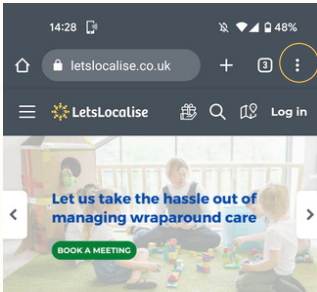 14:28 48%
letslocalise.co.uk 3
LetsLocalise Log in
Let us take the hassle out of
managing wraparound care
BOOK A MEETING